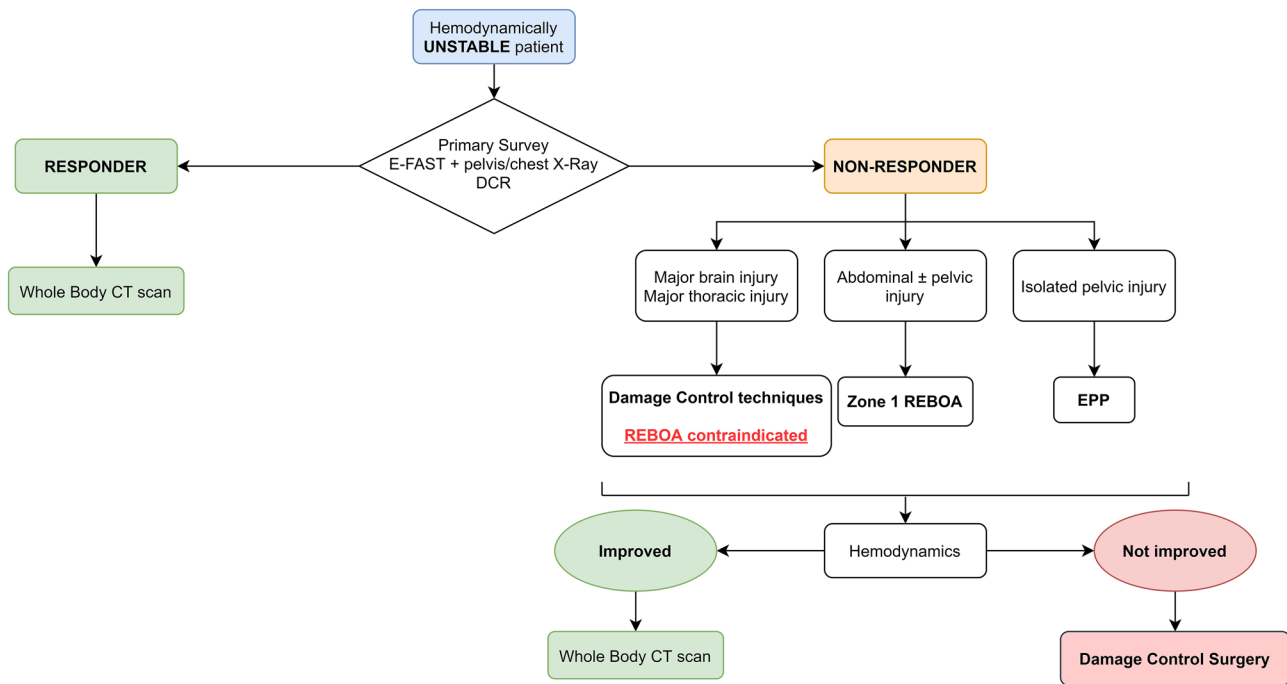 Hemodynamically
UNSTABLE patient
Primary Survey
E-FAST + pelvis/chest X-Ray
DCR
RESPONDER
NON-RESPONDER
Whole Body CT scan
Major brain injury
Major thoracic injury
Abdominal ± pelvic
injury
Isolated pelvic injury
Damage Control techniques
REBOA contraindicated
Zone 1 REBOA
EPP
Improved
Hemodynamics
Not improved
Whole Body CT scan
Damage Control Surgery